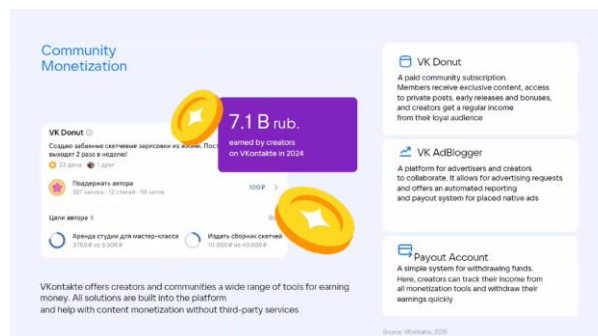 Community
Monetization
7.1 B rub.
earned by creators
on VKontakte in 2024
VK Donut
Создаю забавные скетчевые зарисовки из жизни. Пост
выходят 2 раза в неделю!
1 друг
Поддержать автора
100 ₽
Цели автора
Аренда студии для мастер-класса
3750 ₽ из 5 000 ₽
Издать сборник скетчей
10 000 ₽ из 40 000 ₽
VKontakte offers creators and communities a wide range of tools for earning
money. All solutions are built into the platform
and help with content monetization without third-party services
VK Donut
A paid community subscription.
Members receive exclusive content, access
to private posts, early releases and bonuses,
and creators get a regular income
from their loyal audience
VK AdBlogger
A platform for advertisers and creators
to collaborate. It allows for advertising requests
and offers an automated reporting
and payout system for placed native ads
Payout Account
A simple system for withdrawing funds.
Here, creators can track their income from
all monetization tools and withdraw their
earnings quickly
Source: VKontakte, 2025